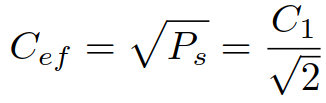 $C_{ef} = \sqrt{P_s} = \frac{C_1}{\sqrt{2}}$